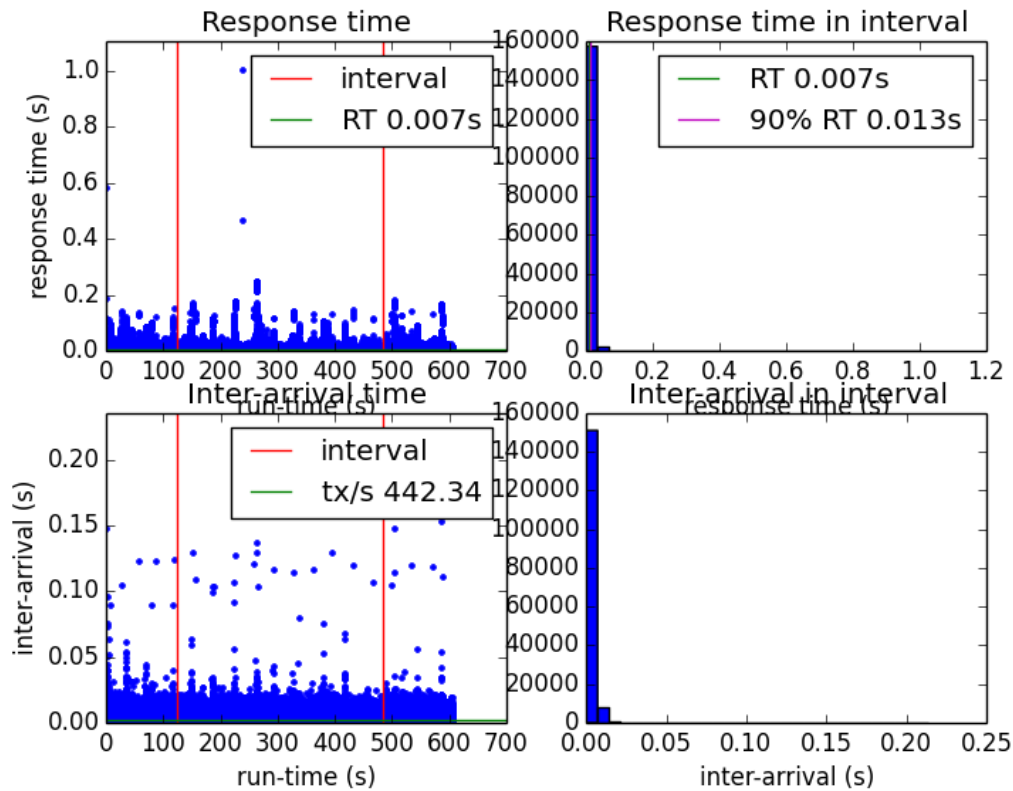 Response time
response time (s)
1.0
0.8
0.6
0.4
0.2
0.0
interval
RT 0.007s
0 100 200 300 400 500 600 700
run-time (s)
Response time in interval
160000
140000
120000
100000
80000
60000
40000
20000
0
RT 0.007s
90% RT 0.013s
0.0 0.2 0.4 0.6 0.8 1.0 1.2
response time (s)
Inter-arrival time
inter-arrival (s)
0.20
0.15
0.10
0.05
0.00
interval
tx/s 442.34
0 100 200 300 400 500 600 700
run-time (s)
Inter-arrival in interval
160000
140000
120000
100000
80000
60000
40000
20000
0
0.00 0.05 0.10 0.15 0.20 0.25
inter-arrival (s)